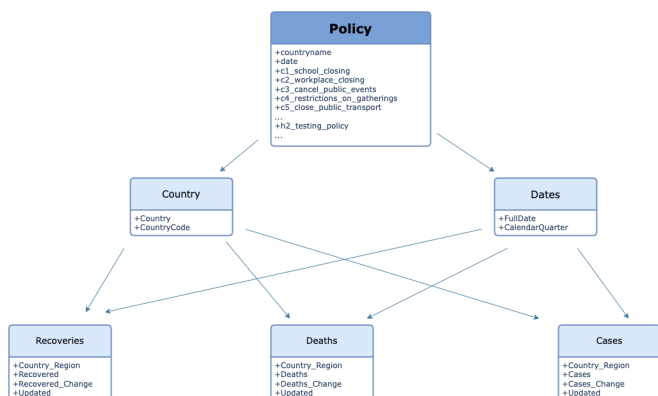 Policy
+countryname
+date
+c1_school_closing
+c2_workplace_closing
+c3_cancel_public_events
+c4_restrictions_on_gatherings
+c5_close_public_transport
...
+h2_testing_policy
...
Country
+Country
+CountryCode
Dates
+FullDate
+CalendarQuarter
Recoveries
+Country_Region
+Recovered
+Recovered_Change
+Updated
Deaths
+Country_Region
+Deaths
+Deaths_Change
+Updated
Cases
+Country_Region
+Cases
+Cases_Change
+Updated